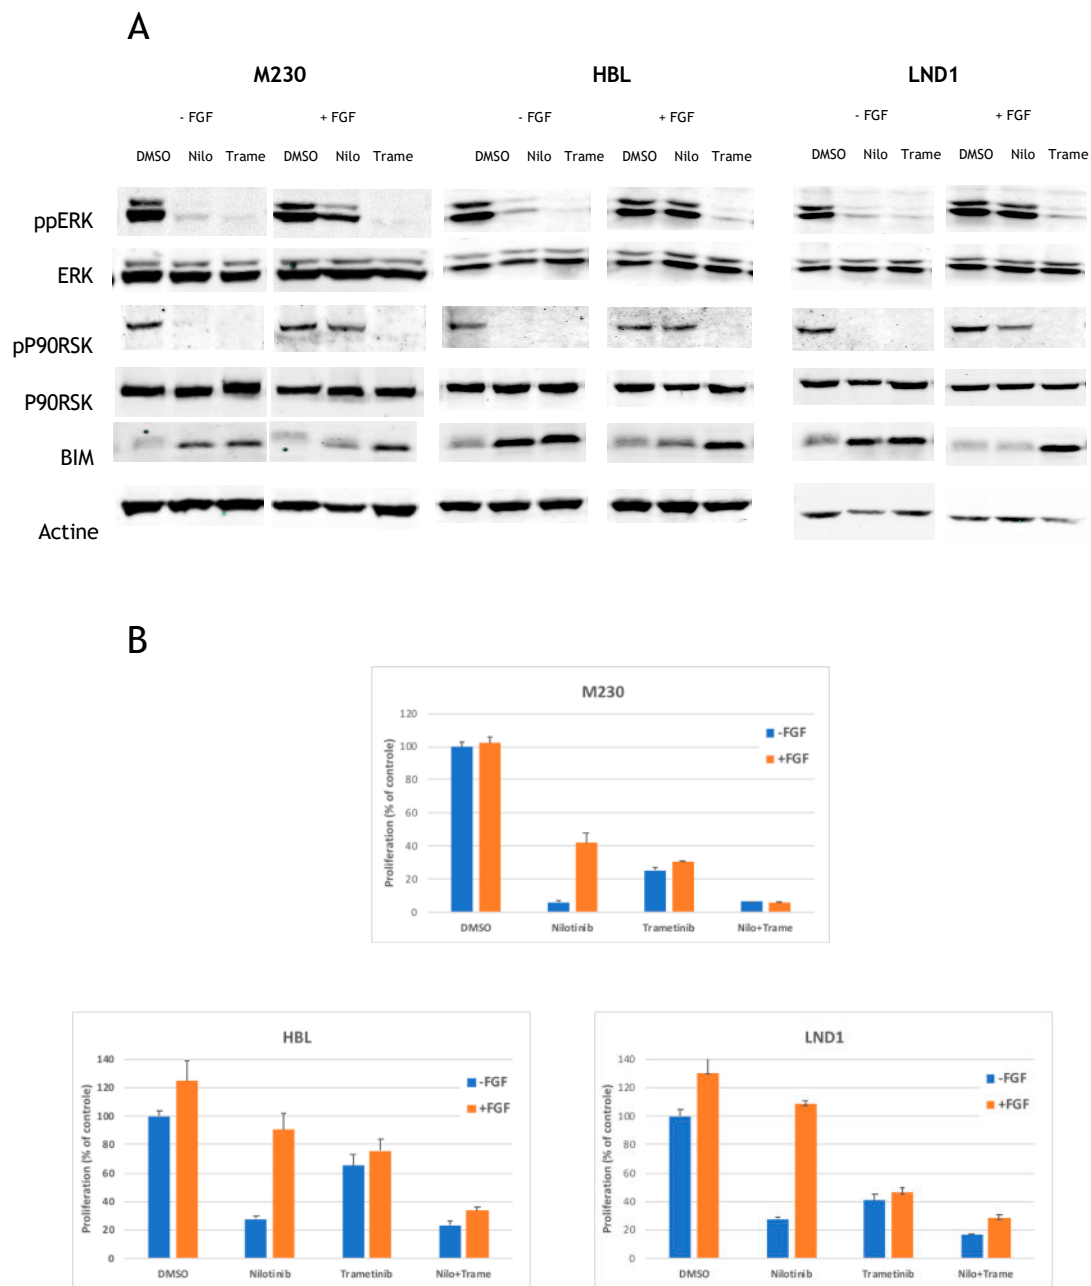 A
M230 HBL LND1
- FGF + FGF - FGF + FGF - FGF + FGF
DMSO Nilo Trame DMSO Nilo Trame DMSO Nilo Trame DMSO Nilo Trame DMSO Nilo Trame DMSO Nilo Trame
ppERK
ERK
pP90RSK
P90RSK
BIM
Actine
B
M230
Proliferation (% of controle)
120
100
80
60
40
20
0
-FGF
+FGF
DMSO Nilotinib Trametinib Nilo+Trame
HBL
Proliferation (% of controle)
140
120
100
80
60
40
20
0
-FGF
+FGF
DMSO Nilotinib Trametinib Nilo+Trame
LND1
Proliferation (% of controle)
140
120
100
80
60
40
20
0
-FGF
+FGF
DMSO Nilotinib Trametinib Nilo+Trame